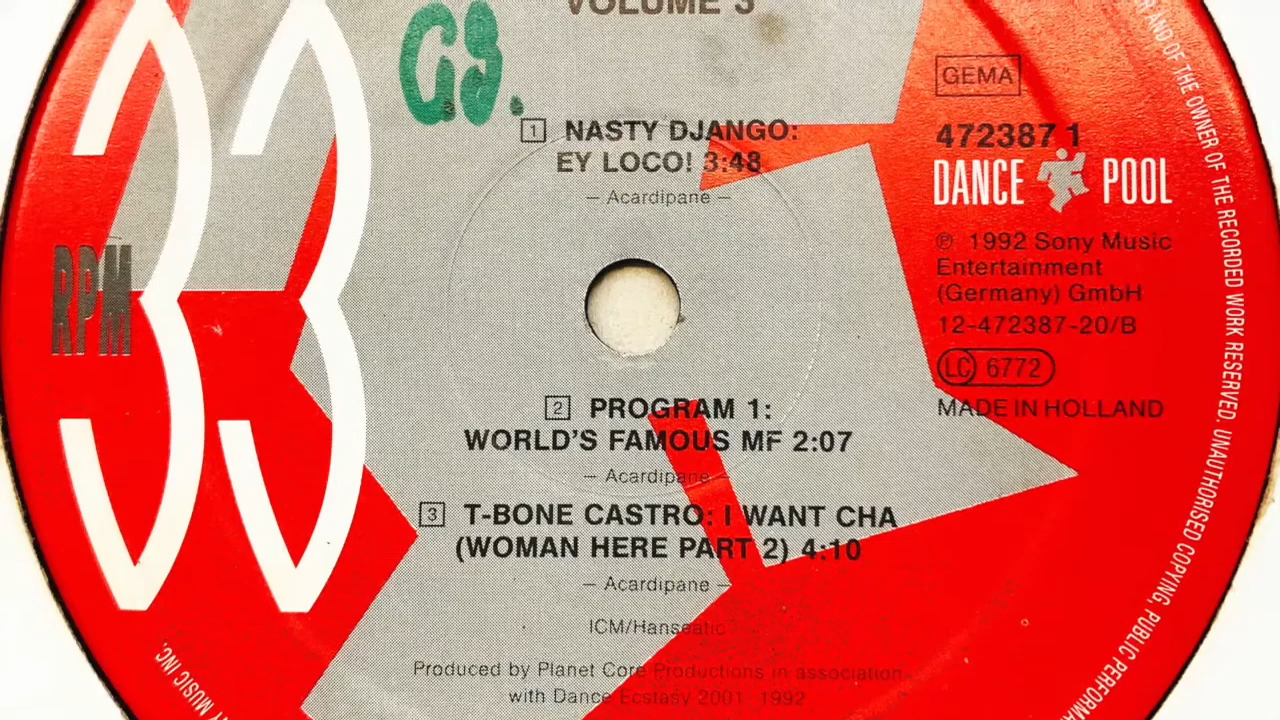 VOLUME 3
33
RPM
G8.
1 NASTY DJANGO:
EY LOCO! 3:48
— Acardipane —
2 PROGRAM 1:
WORLD'S FAMOUS MF 2:07
— Acardipane —
3 T-BONE CASTRO: I WANT CHA
(WOMAN HERE PART 2) 4:10
— Acardipane —
ICM/Hanseatic
Produced by Planet Core Productions in association
with Dance Ecstasy 2001 1992
GEMA
472387 1
DANCE POOL
℗ 1992 Sony Music
Entertainment
(Germany) GmbH
12-472387-20/B
LC 6772
MADE IN HOLLAND
AND OF THE OWNER OF THE RECORDED WORK RESERVED. UNAUTHORISED COPYING, PUBLIC PERFORMA
Y MUSIC INC.